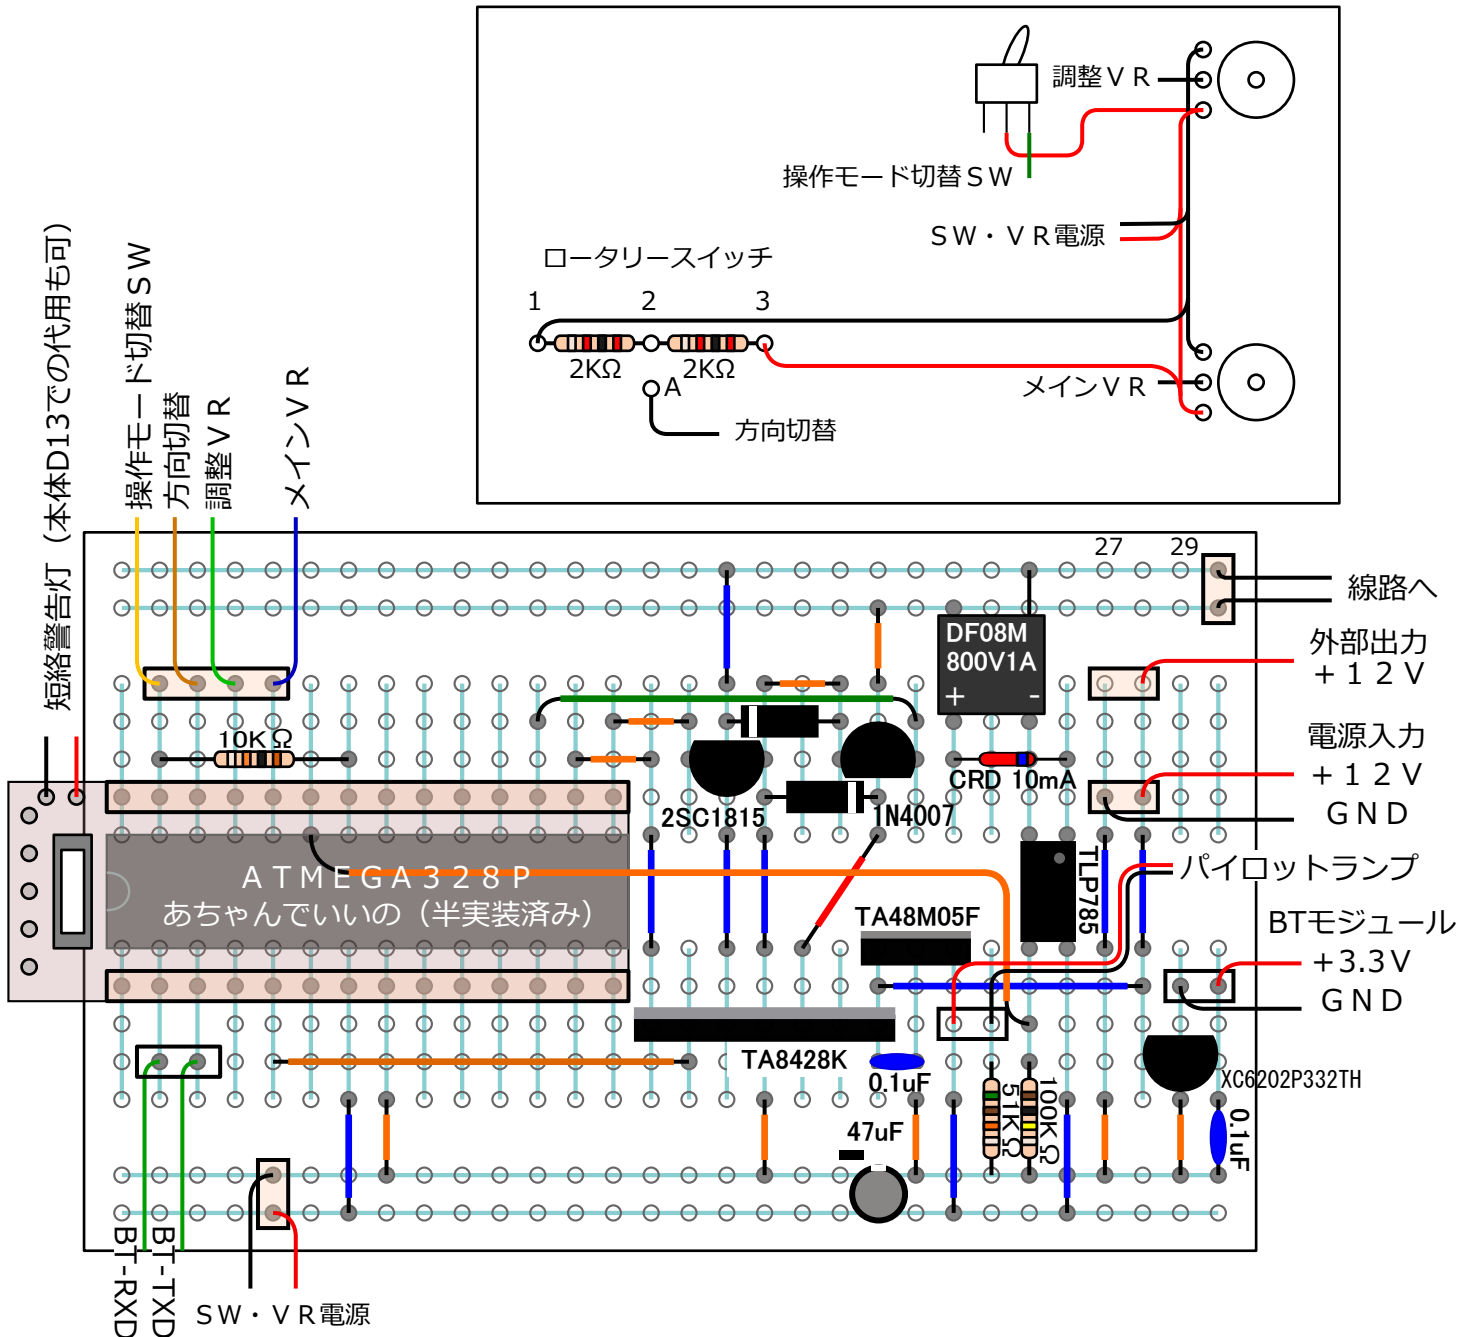 調整ＶＲ
操作モード切替ＳＷ
ＳＷ・ＶＲ電源
ロータリースイッチ
1 2 3
2KΩ 2KΩ
A
方向切替
メインＶＲ
短絡警告灯（本体D13での代用も可）
操作モード切替ＳＷ
方向切替
調整ＶＲ
メインＶＲ
27 29
線路へ
外部出力
＋１２Ｖ
電源入力
＋１２Ｖ
ＧＮＤ
パイロットランプ
BTモジュール
＋3.3Ｖ
ＧＮＤ
DF08M
800V1A
+ -
10KΩ
2SC1815
1N4007
CRD 10mA
TLP785
ＡＴＭＥＧＡ３２８Ｐ
あちゃんでいいの（半実装済み）
TA48M05F
TA8428K
0.1uF
47uF
51KΩ
100KΩ
XC6202P332TH
0.1uF
BT-RXD
BT-TXD
ＳＷ・ＶＲ電源